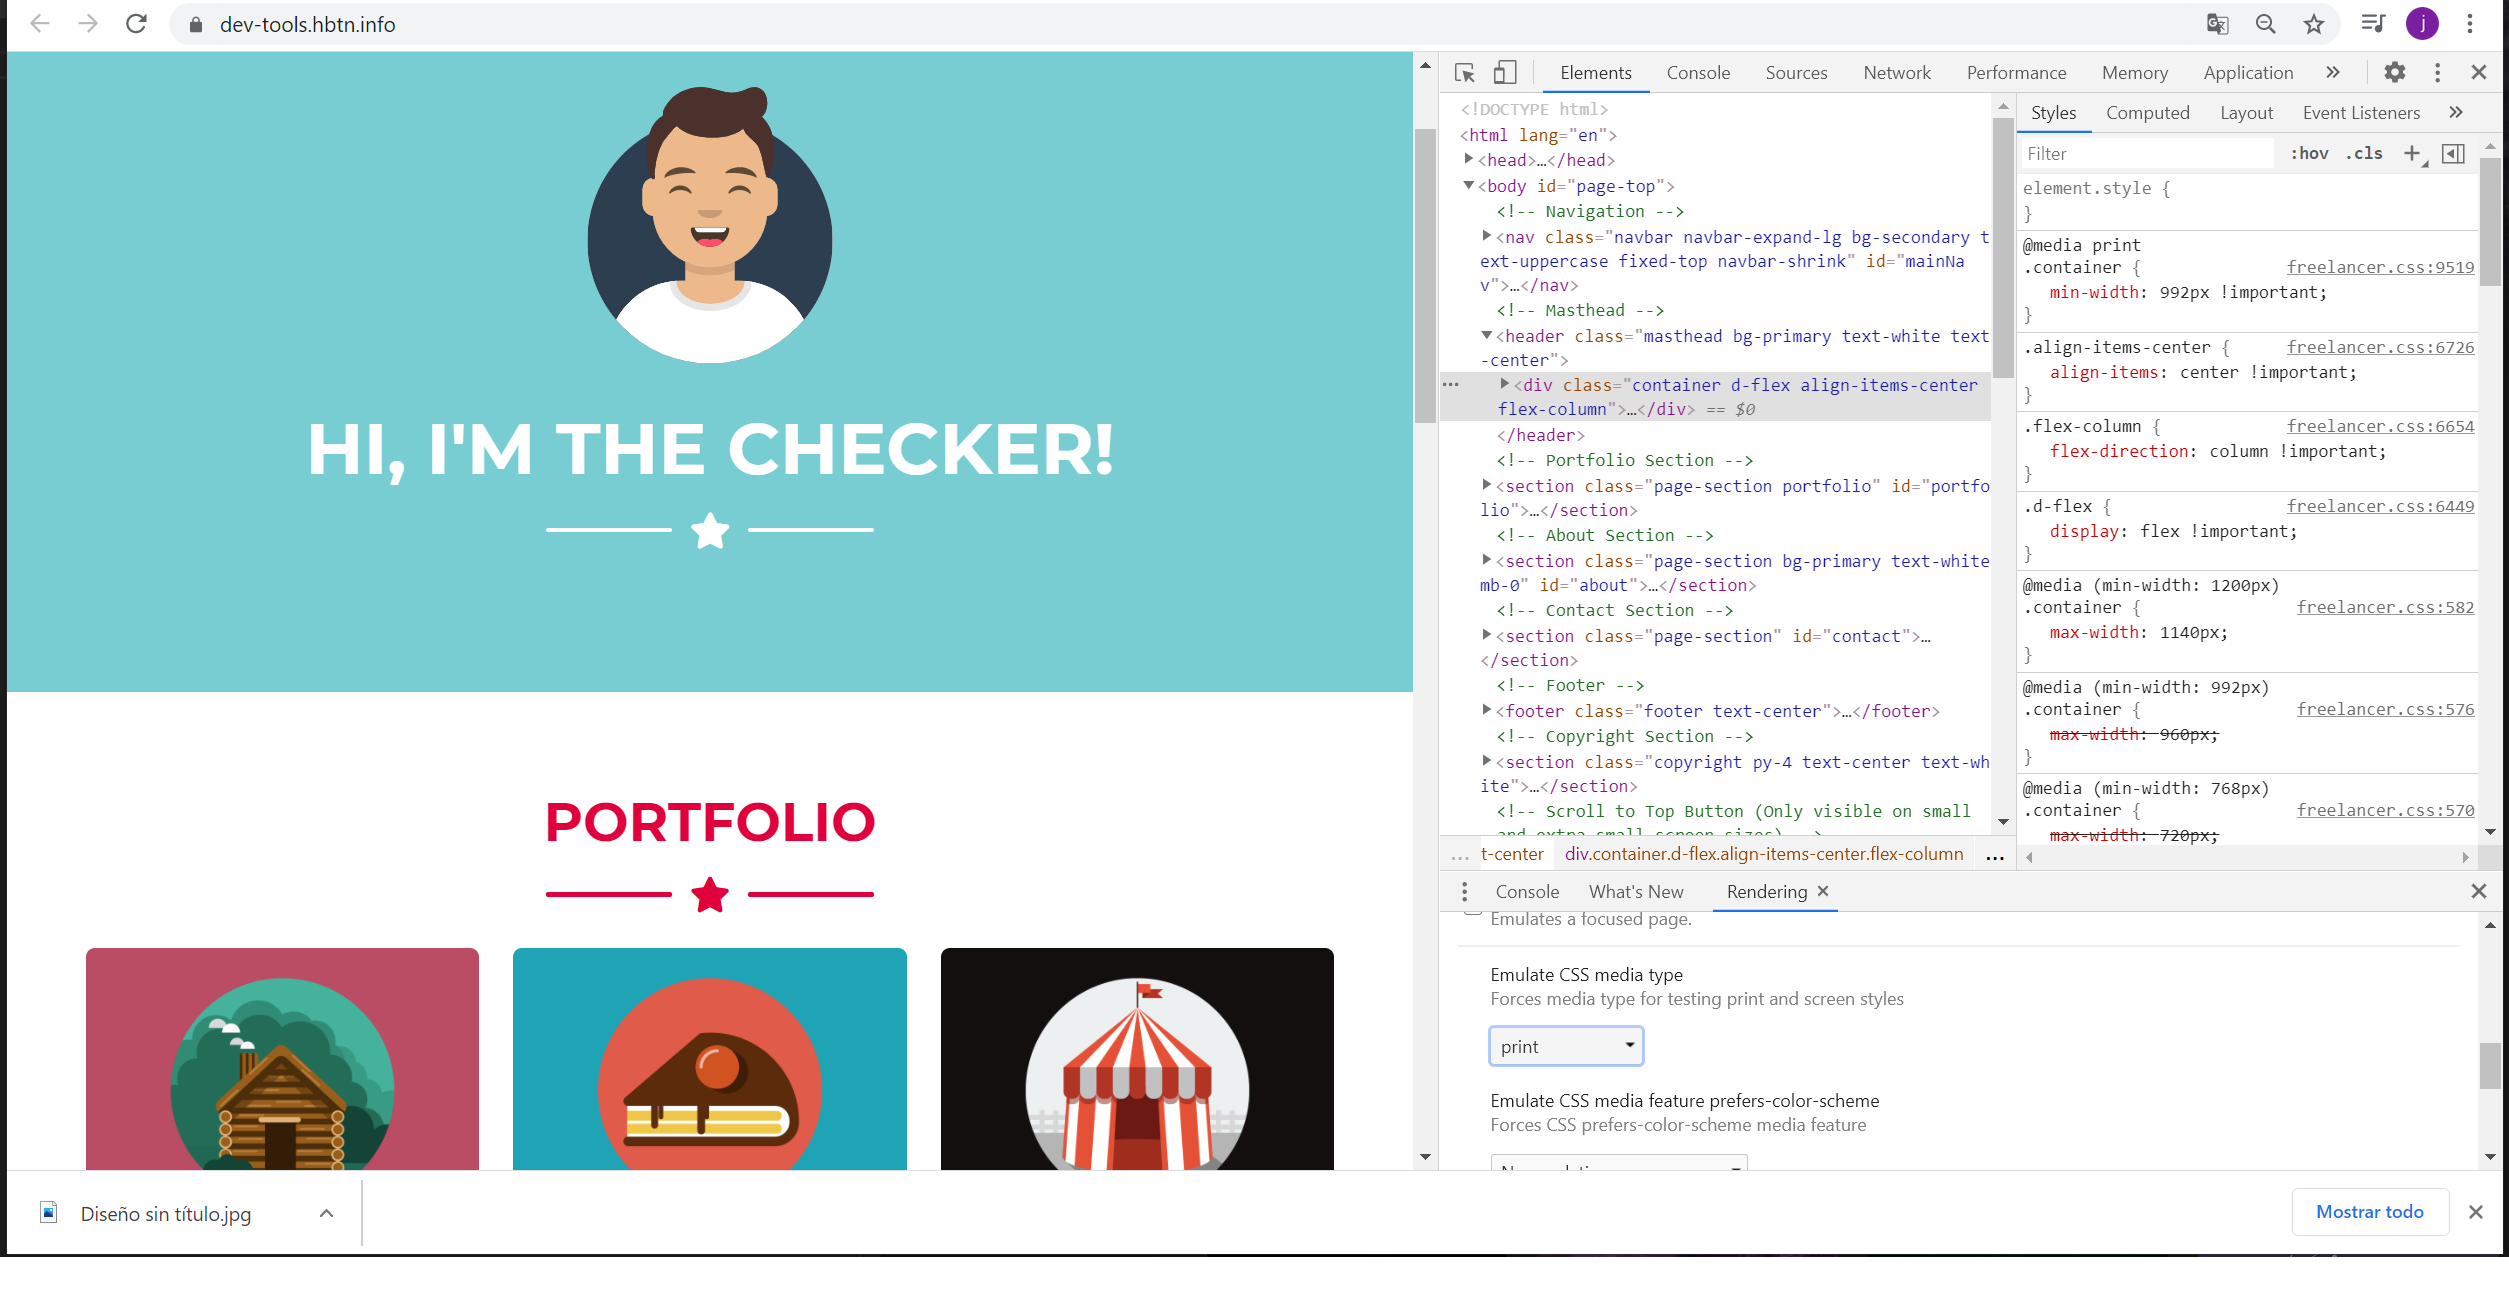 dev-tools.hbtn.info
j
HI, I'M THE CHECKER!
PORTFOLIO
Elements Console Sources Network Performance Memory Application »
<!DOCTYPE html>
<html lang="en">
<head>…</head>
<body id="page-top">
<!-- Navigation -->
<nav class="navbar navbar-expand-lg bg-secondary t
ext-uppercase fixed-top navbar-shrink" id="mainNa
v">…</nav>
<!-- Masthead -->
<header class="masthead bg-primary text-white text
-center">
<div class="container d-flex align-items-center
flex-column">…</div> == $0
</header>
<!-- Portfolio Section -->
<section class="page-section portfolio" id="portfo
lio">…</section>
<!-- About Section -->
<section class="page-section bg-primary text-white
mb-0" id="about">…</section>
<!-- Contact Section -->
<section class="page-section" id="contact">…
</section>
<!-- Footer -->
<footer class="footer text-center">…</footer>
<!-- Copyright Section -->
<section class="copyright py-4 text-center text-wh
ite">…</section>
<!-- Scroll to Top Button (Only visible on small
and extra-small screen sizes) -->
... t-center div.container.d-flex.align-items-center.flex-column ...
Styles Computed Layout Event Listeners »
Filter :hov .cls +
element.style {
}
@media print
.container { freelancer.css:9519
min-width: 992px !important;
}
.align-items-center { freelancer.css:6726
align-items: center !important;
}
.flex-column { freelancer.css:6654
flex-direction: column !important;
}
.d-flex { freelancer.css:6449
display: flex !important;
}
@media (min-width: 1200px)
.container { freelancer.css:582
max-width: 1140px;
}
@media (min-width: 992px)
.container { freelancer.css:576
max-width: 960px;
}
@media (min-width: 768px)
.container { freelancer.css:570
max-width: 720px;
Console What's New Rendering
Emulates a focused page.
Emulate CSS media type
Forces media type for testing print and screen styles
print
Emulate CSS media feature prefers-color-scheme
Forces CSS prefers-color-scheme media feature
Diseño sin título.jpg
Mostrar todo